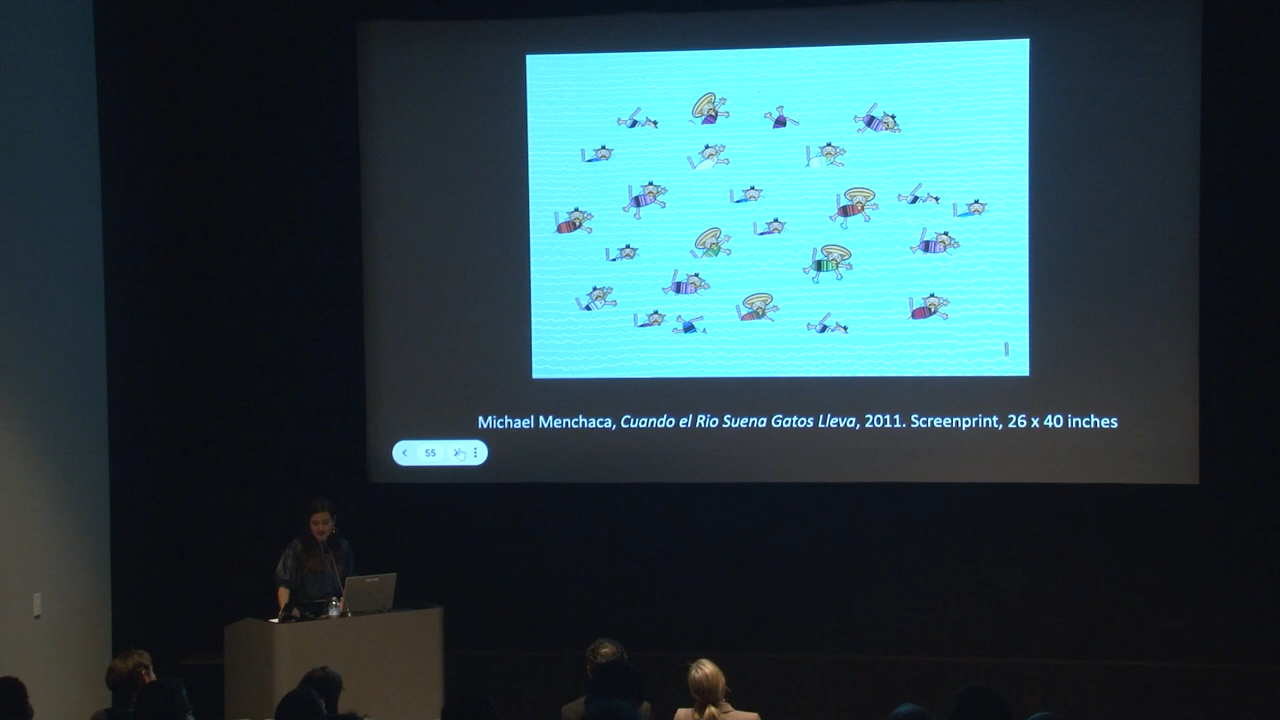 Michael Menchaca, Cuando el Rio Suena Gatos Lleva, 2011. Screenprint, 26 x 40 inches
55